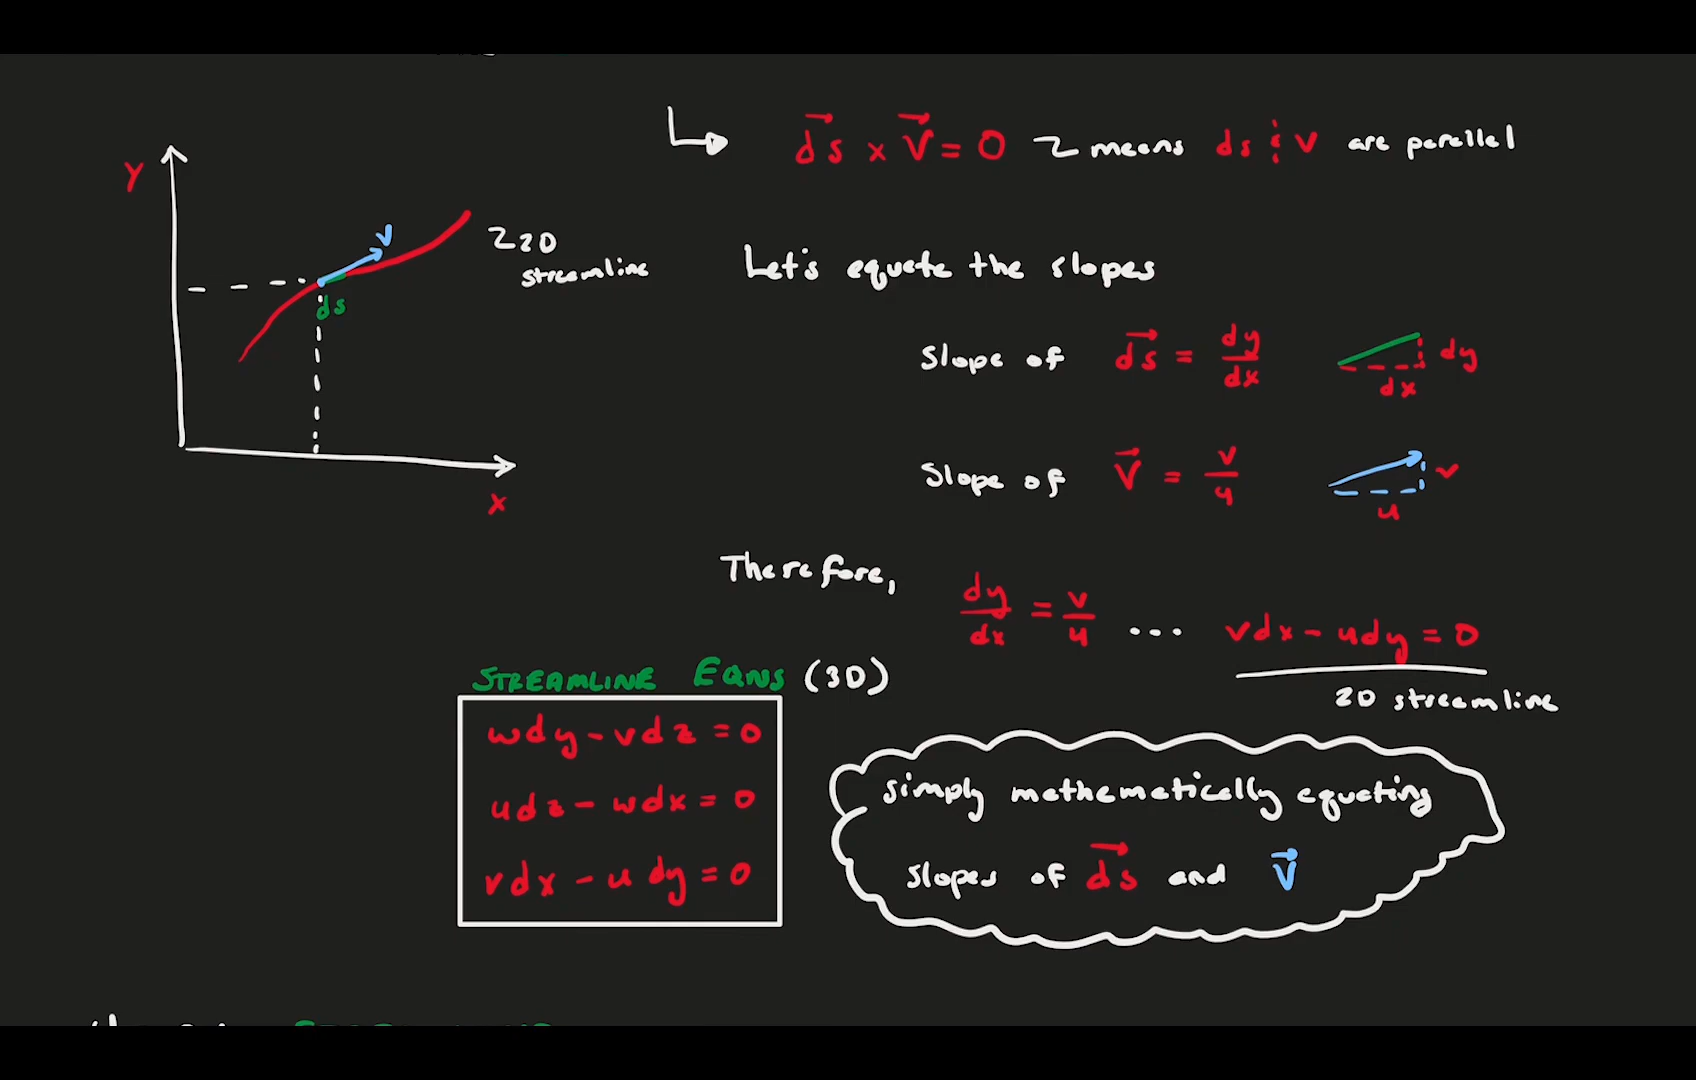 ds × V = 0 means ds & v are parallel
Y
V
ds
2D
streamline
X
Let's equate the slopes
Slope of ds = dy/dx
dy
dx
Slope of V = v/u
v
u
Therefore,
dy/dx = v/u ... vdx - udy = 0
2D streamline
STREAMLINE EQNS (3D)
wdy - vdz = 0
udz - wdx = 0
vdx - udy = 0
simply mathematically equating
slopes of ds and V